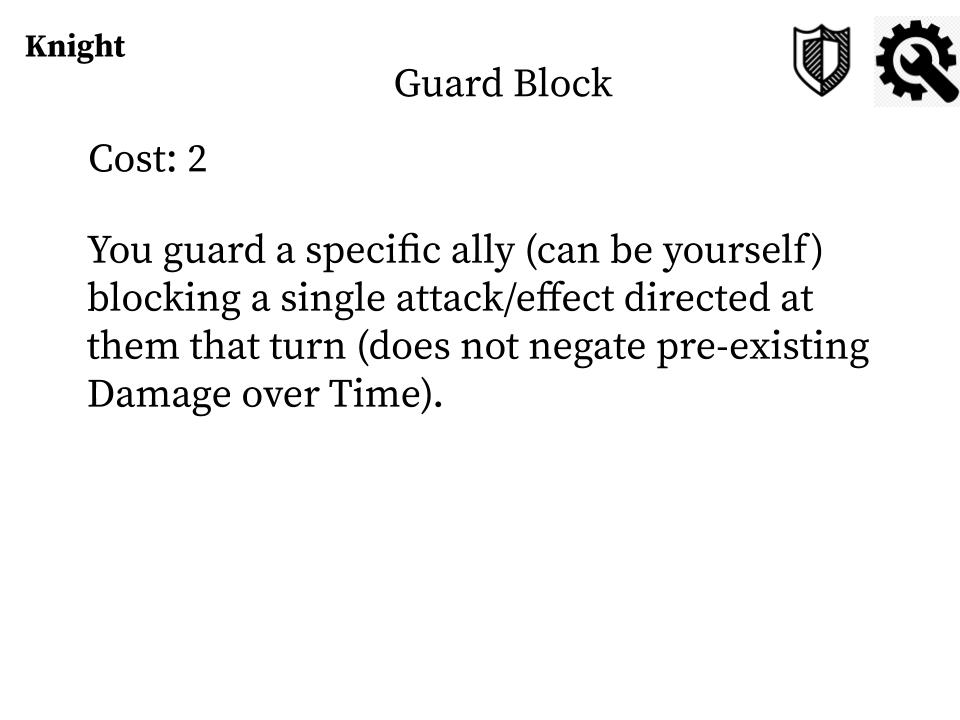 Knight
Guard Block
Cost: 2
You guard a specific ally (can be yourself)
blocking a single attack/effect directed at
them that turn (does not negate pre-existing
Damage over Time).